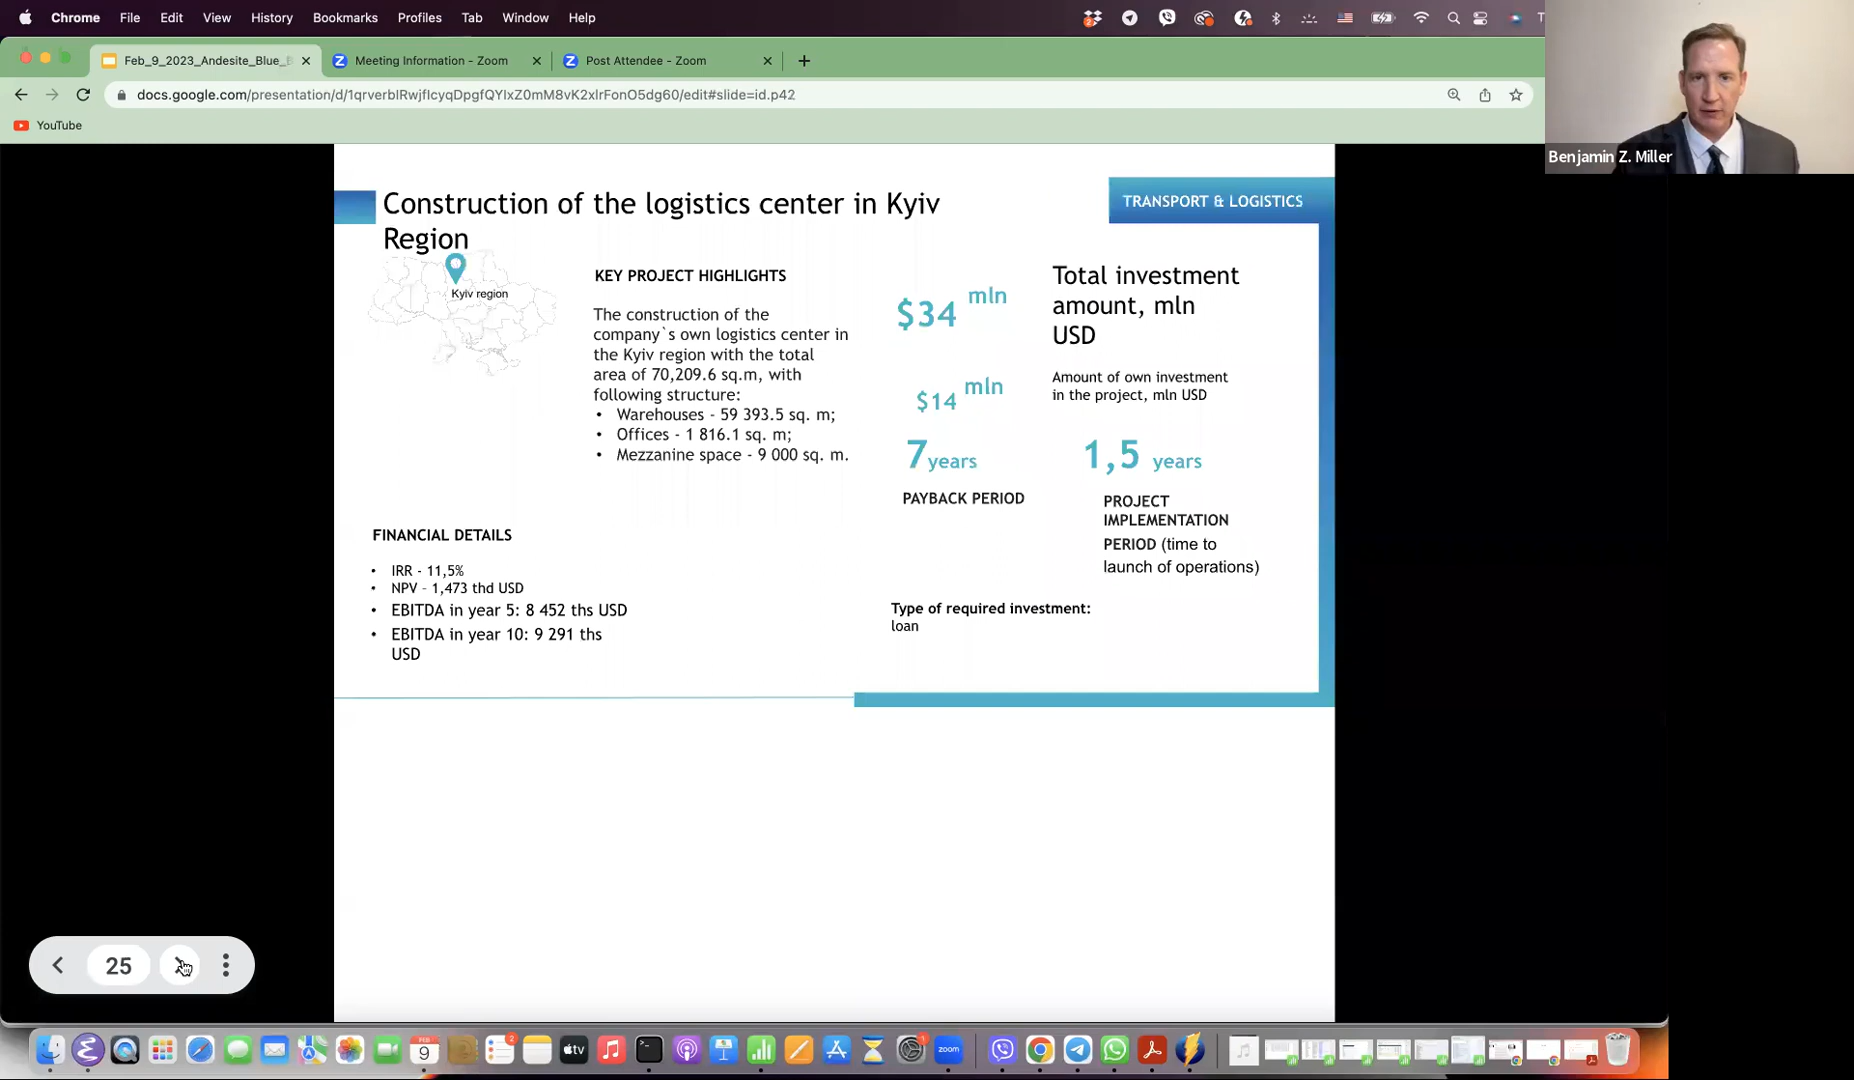 Chrome File Edit View History Bookmarks Profiles Tab Window Help
Feb_9_2023_Andesite_Blue_
Meeting Information - Zoom
Post Attendee - Zoom
docs.google.com/presentation/d/1qrverblRwjfIcyqDpgfQYIxZ0mM8vK2xlrFonO5dg60/edit#slide=id.p42
YouTube
Benjamin Z. Miller
Construction of the logistics center in Kyiv
Region
TRANSPORT & LOGISTICS
Kyiv region
KEY PROJECT HIGHLIGHTS
The construction of the
company`s own logistics center in
the Kyiv region with the total
area of 70,209.6 sq.m, with
following structure:
• Warehouses - 59 393.5 sq. m;
• Offices - 1 816.1 sq. m;
• Mezzanine space - 9 000 sq. m.
$34 mln
Total investment
amount, mln
USD
$14 mln
Amount of own investment
in the project, mln USD
7 years
PAYBACK PERIOD
1,5 years
PROJECT
IMPLEMENTATION
PERIOD (time to
launch of operations)
FINANCIAL DETAILS
• IRR - 11,5%
• NPV - 1,473 thd USD
• EBITDA in year 5: 8 452 ths USD
• EBITDA in year 10: 9 291 ths
USD
Type of required investment:
loan
25
FEB
9
tv
zoom